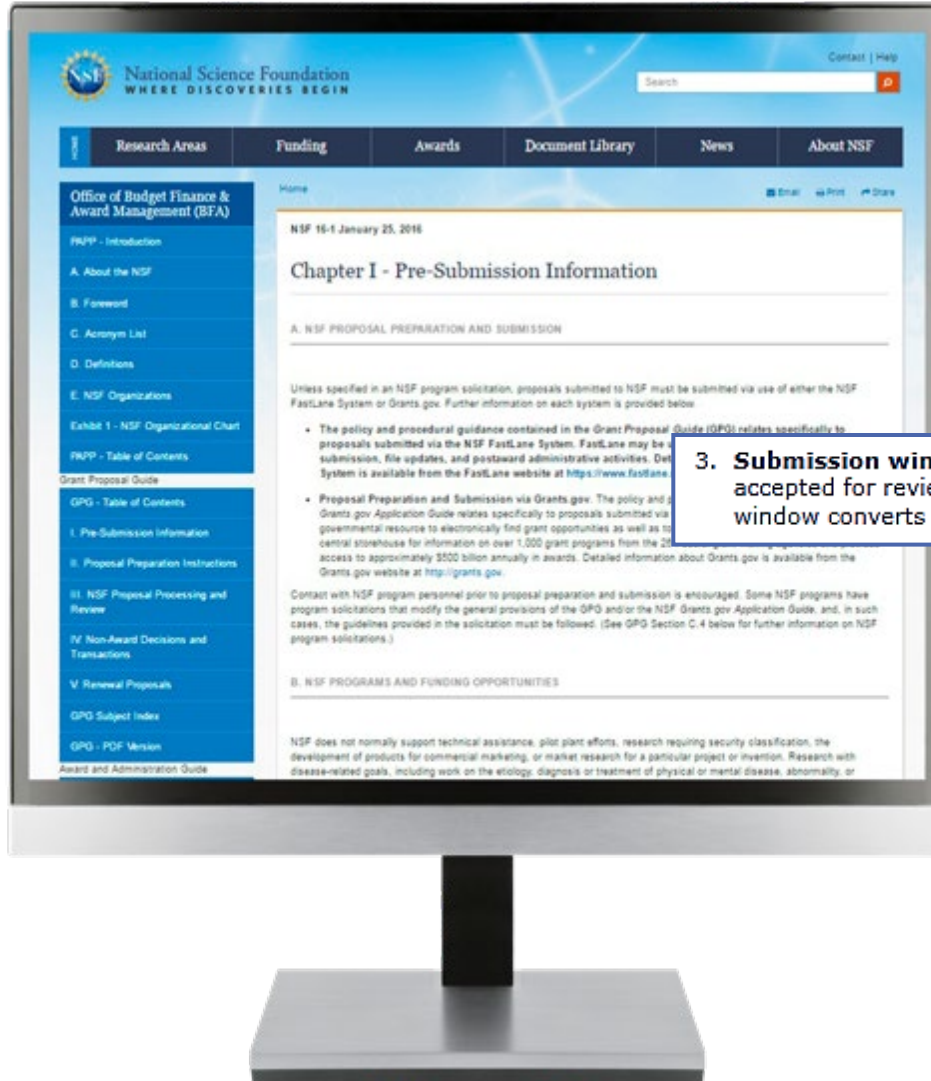 Contact | Help
NSF
National Science Foundation
WHERE DISCOVERIES BEGIN
Search
HOME
Research Areas
Funding
Awards
Document Library
News
About NSF
Office of Budget Finance &
Award Management (BFA)
PAPP - Introduction
A. About the NSF
B. Foreword
C. Acronym List
D. Definitions
E. NSF Organizations
Exhibit 1 - NSF Organizational Chart
PAPP - Table of Contents
Grant Proposal Guide
GPG - Table of Contents
I. Pre-Submission Information
II. Proposal Preparation Instructions
III. NSF Proposal Processing and
Review
IV. Non-Award Decisions and
Transactions
V. Renewal Proposals
GPG Subject Index
GPG - PDF Version
Award and Administration Guide
Home
Email Print Share
NSF 16-1 January 25, 2016
Chapter I - Pre-Submission Information
A. NSF PROPOSAL PREPARATION AND SUBMISSION
Unless specified in an NSF program solicitation, proposals submitted to NSF must be submitted via use of either the NSF
FastLane System or Grants.gov. Further information on each system is provided below.
• The policy and procedural guidance contained in the Grant Proposal Guide (GPG) relates specifically to
proposals submitted via the NSF FastLane System. FastLane may be
submission, file updates, and postaward administrative activities.
System is available from the FastLane website at https://www.fastlane.
• Proposal Preparation and Submission via Grants.gov. The policy and
Grants.gov Application Guide relates specifically to proposals submitted via
governmental resource to electronically find grant opportunities as well as to
central storehouse for information on over 1,000 grant programs from the
access to approximately $500 billion annually in awards. Detailed information about Grants.gov is available from the
Grants.gov website at http://grants.gov.
Contact with NSF program personnel prior to proposal preparation and submission is encouraged. Some NSF programs have
program solicitations that modify the general provisions of the GPG and/or the NSF Grants.gov Application Guide, and, in such
cases, the guidelines provided in the solicitation must be followed. (See GPG Section C.4 below for further information on NSF
program solicitations.)
B. NSF PROGRAMS AND FUNDING OPPORTUNITIES
NSF does not normally support technical assistance, pilot plant efforts, research requiring security classification, the
development of products for commercial marketing, or market research for a particular project or invention. Research with
disease-related goals, including work on the etiology, diagnosis or treatment of physical or mental disease, abnormality, or
3. Submission
accepted for
window converts